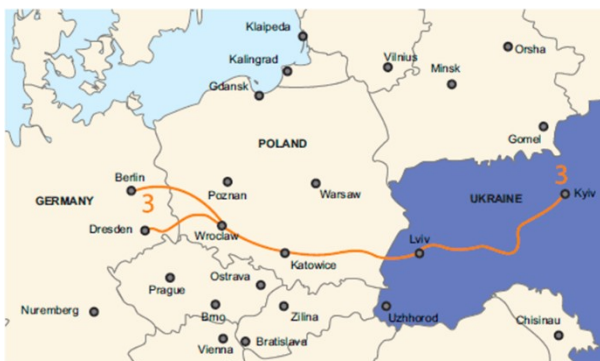 Klaipeda
Vilnius
Orsha
Kalingrad
Minsk
Gdansk
Gomel
POLAND
Berlin
3
Poznan
Warsaw
3
Kyiv
GERMANY
UKRAINE
Dresden
Wroclaw
Lviv
Katowice
Prague
Ostrava
Nuremberg
Brno
Zilina
Uzhhorod
Chisinau
Vienna
Bratislava